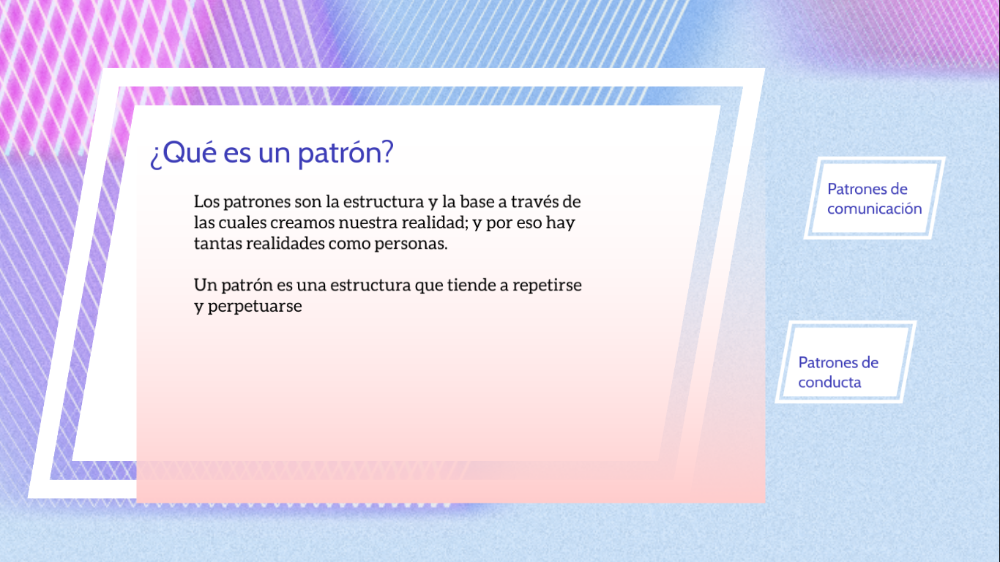 ¿Qué es un patrón?
Los patrones son la estructura y la base a través de
las cuales creamos nuestra realidad; y por eso hay
tantas realidades como personas.
Un patrón es una estructura que tiende a repetirse
y perpetuarse
Patrones de
comunicación
Patrones de
conducta